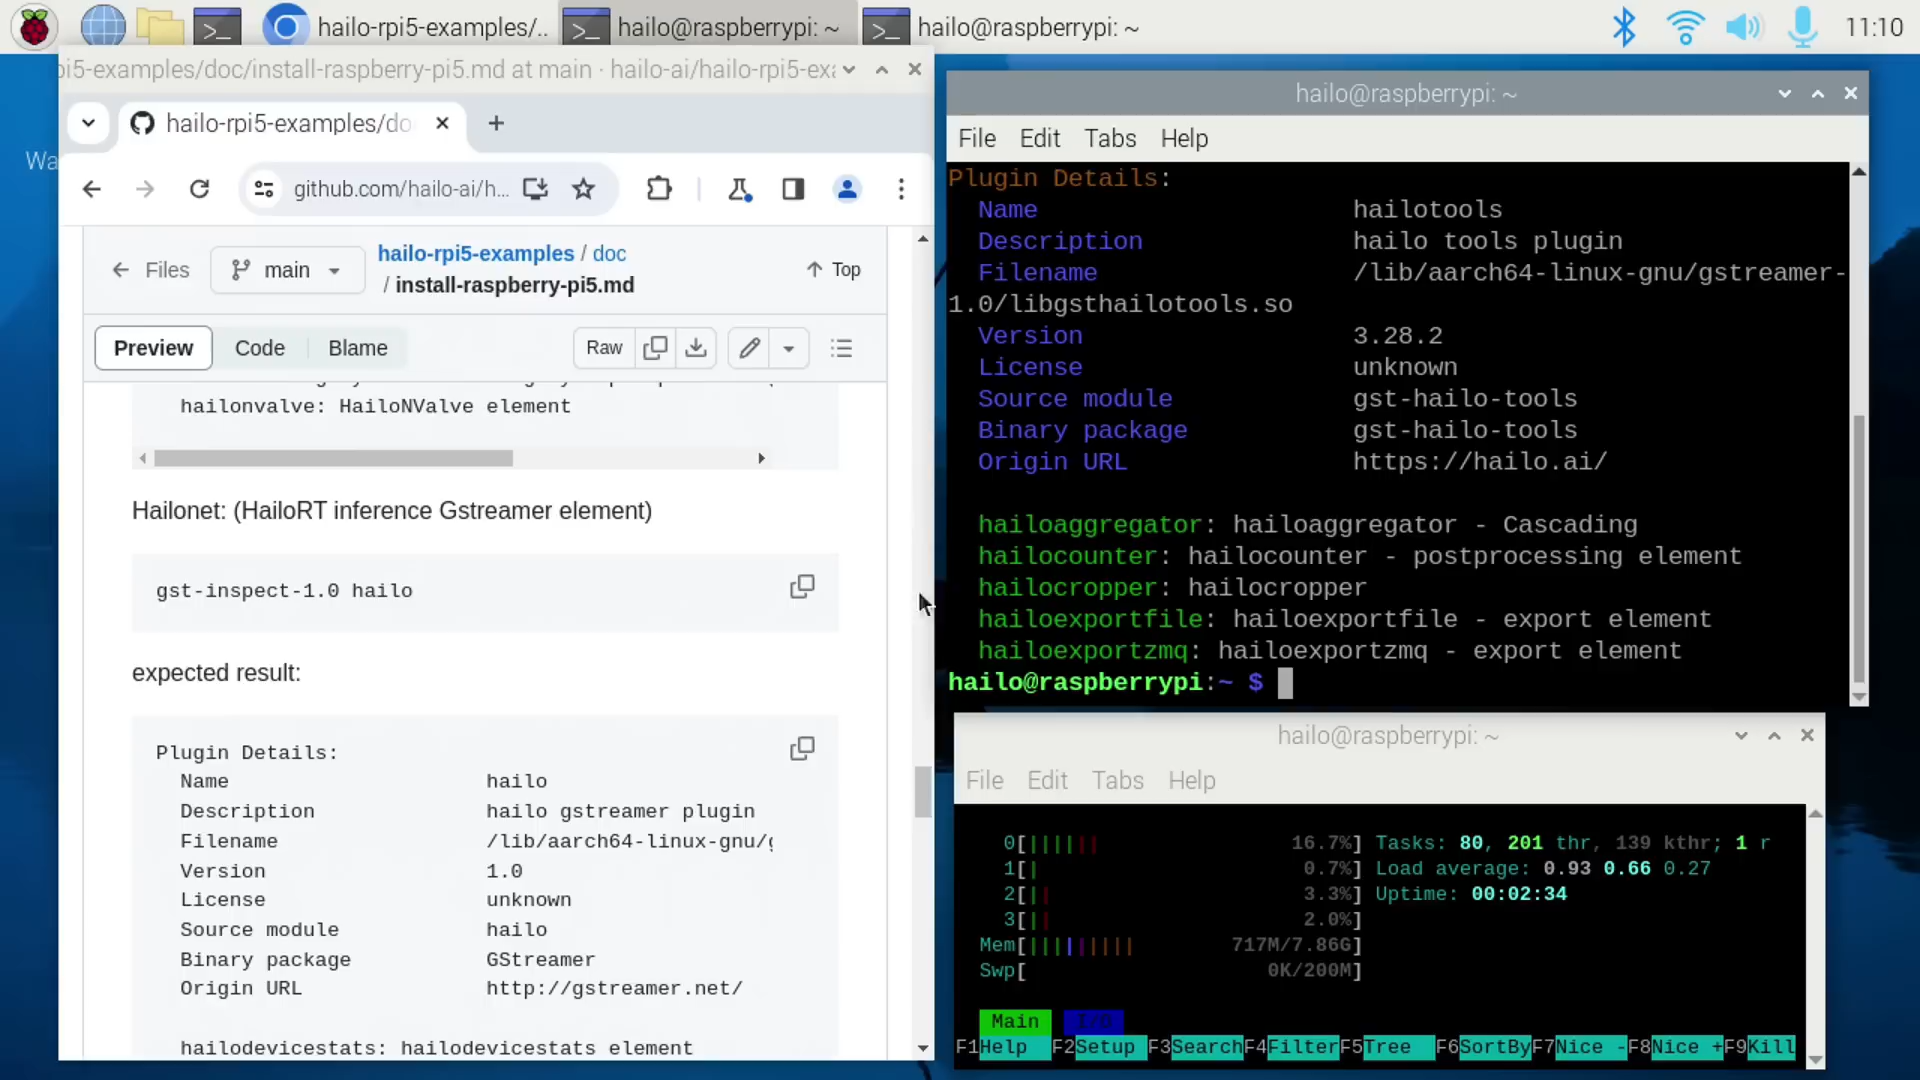 hailo-rpi5-examples/..
hailo@raspberrypi: ~
hailo@raspberrypi: ~
11:10
pi5-examples/doc/install-raspberry-pi5.md at main · hailo-ai/hailo-rpi5-exa
Wa
hailo-rpi5-examples/do
github.com/hailo-ai/h...
Files
main
hailo-rpi5-examples / doc
/ install-raspberry-pi5.md
Top
Preview
Code
Blame
Raw
hailonvalve: HailoNValve element
Hailonet: (HailoRT inference Gstreamer element)
gst-inspect-1.0 hailo
expected result:
Plugin Details:
Name hailo
Description hailo gstreamer plugin
Filename /lib/aarch64-linux-gnu/g
Version 1.0
License unknown
Source module hailo
Binary package GStreamer
Origin URL http://gstreamer.net/
hailodevicestats: hailodevicestats element
hailo@raspberrypi: ~
File Edit Tabs Help
Plugin Details:
Name hailotools
Description hailo tools plugin
Filename /lib/aarch64-linux-gnu/gstreamer-
1.0/libgsthailotools.so
Version 3.28.2
License unknown
Source module gst-hailo-tools
Binary package gst-hailo-tools
Origin URL https://hailo.ai/
hailoaggregator: hailoaggregator - Cascading
hailocounter: hailocounter - postprocessing element
hailocropper: hailocropper
hailoexportfile: hailoexportfile - export element
hailoexportzmq: hailoexportzmq - export element
hailo@raspberrypi:~ $
hailo@raspberrypi: ~
File Edit Tabs Help
0[|||||| 16.7%] Tasks: 80, 201 thr, 139 kthr; 1 r
1[| 0.7%] Load average: 0.93 0.66 0.27
2[|| 3.3%] Uptime: 00:02:34
3[|| 2.0%]
Mem[||||||||| 717M/7.86G]
Swp[ 0K/200M]
Main I/O
F1Help F2Setup F3SearchF4FilterF5Tree F6SortByF7Nice -F8Nice +F9Kill